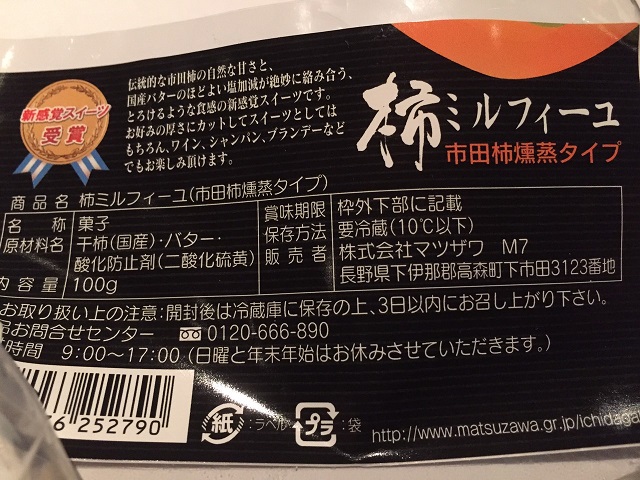 伝統的な市田柿の自然な甘さと、
国産バターのほどよい塩加減が絶妙に絡み合う、
とろけるような食感の新感覚スイーツです。
お好みの厚さにカットしてスイーツとしては
もちろん、ワイン、シャンパン、ブランデーなど
でもお楽しみ頂けます。
新感覚スイーツ
受賞
柿ミルフィーユ
市田柿燻蒸タイプ
商品名 柿ミルフィーユ(市田柿燻蒸タイプ)
名称 菓子
原材料名 干柿(国産)・バター・
酸化防止剤(二酸化硫黄)
内容量 100g
賞味期限 枠外下部に記載
保存方法 要冷蔵(10℃以下)
販売者 株式会社マツザワ M7
長野県下伊那郡高森町下市田3123番地
お取り扱い上の注意:開封後は冷蔵庫に保存の上、3日以内にお召し上がり下さい。
お問合せセンター 0120-666-890
時間 9:00〜17:00(日曜と年末年始はお休みさせていただきます。)
6 252790
紙 :ラベル プラ :袋
http://www.matsuzawa.gr.jp/ichidaga